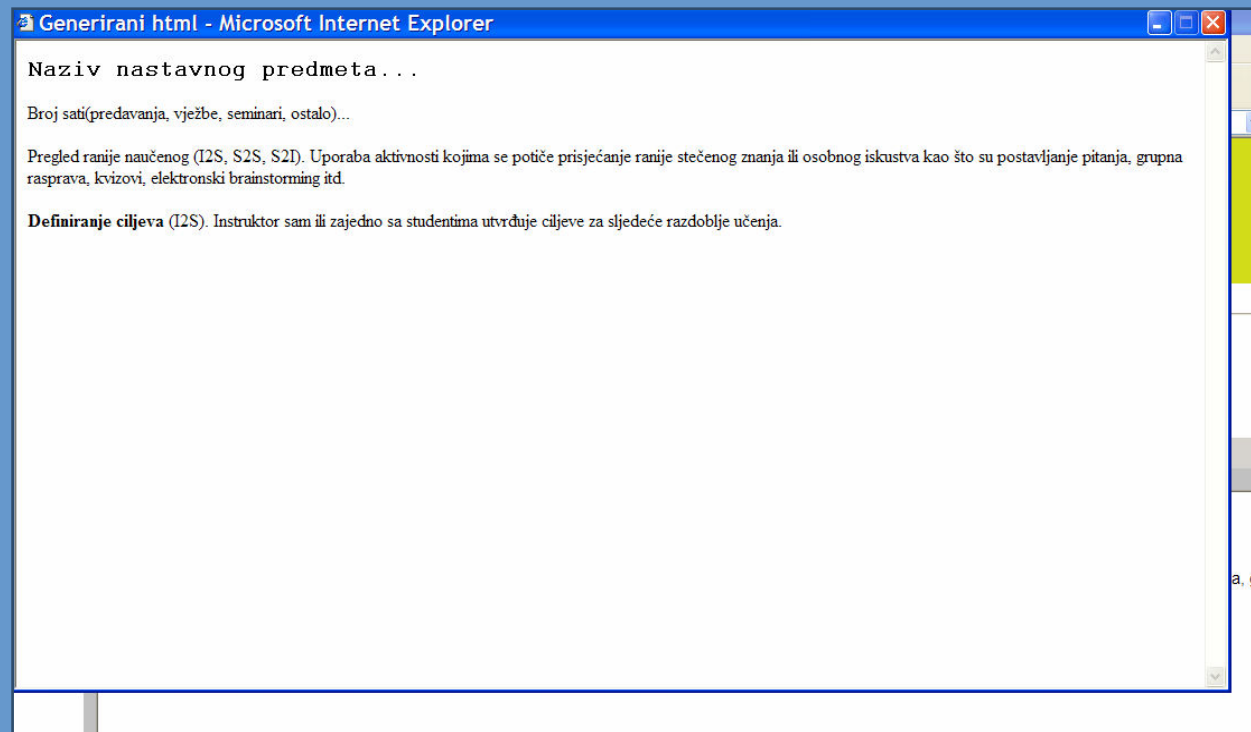 Generirani html - Microsoft Internet Explorer
Naziv nastavnog predmeta...
Broj sati(predavanja, vježbe, seminari, ostalo)...
Pregled ranije naučenog (I2S, S2S, S2I). Uporaba aktivnosti kojima se potiče prisjećanje ranije stečenog znanja ili osobnog iskustva kao što su postavljanje pitanja, grupna
rasprava, kvizovi, elektronski brainstorming itd.
Definiranje ciljeva (I2S). Instruktor sam ili zajedno sa studentima utvrđuje ciljeve za sljedeće razdoblje učenja.
a,